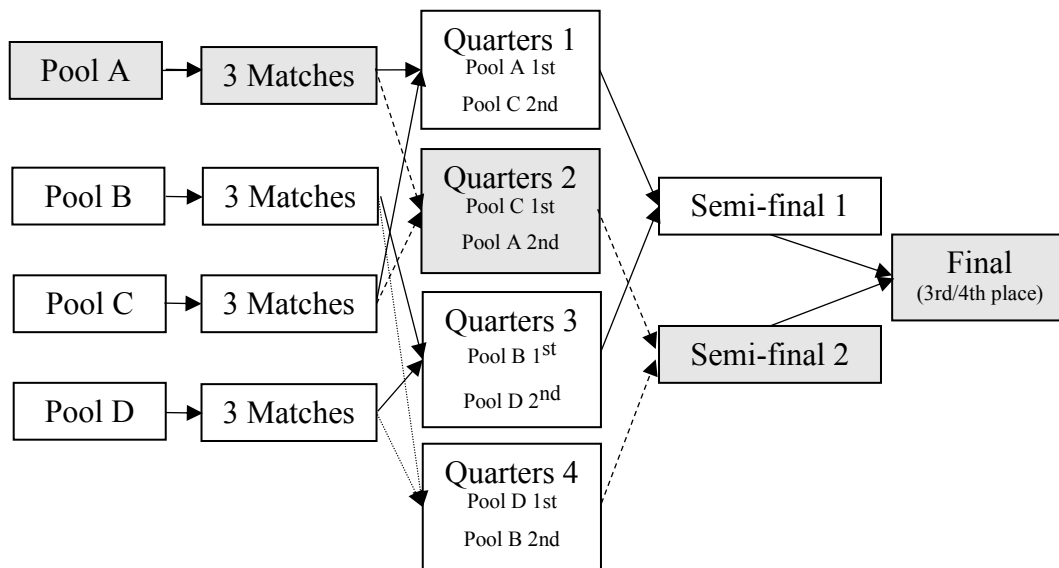 Pool A
3 Matches
Quarters 1
Pool A 1st
Pool C 2nd
Pool B
3 Matches
Quarters 2
Pool C 1st
Pool A 2nd
Semi-final 1
Final
(3rd/4th place)
Pool C
3 Matches
Quarters 3
Pool B 1st
Pool D 2nd
Semi-final 2
Pool D
3 Matches
Quarters 4
Pool D 1st
Pool B 2nd